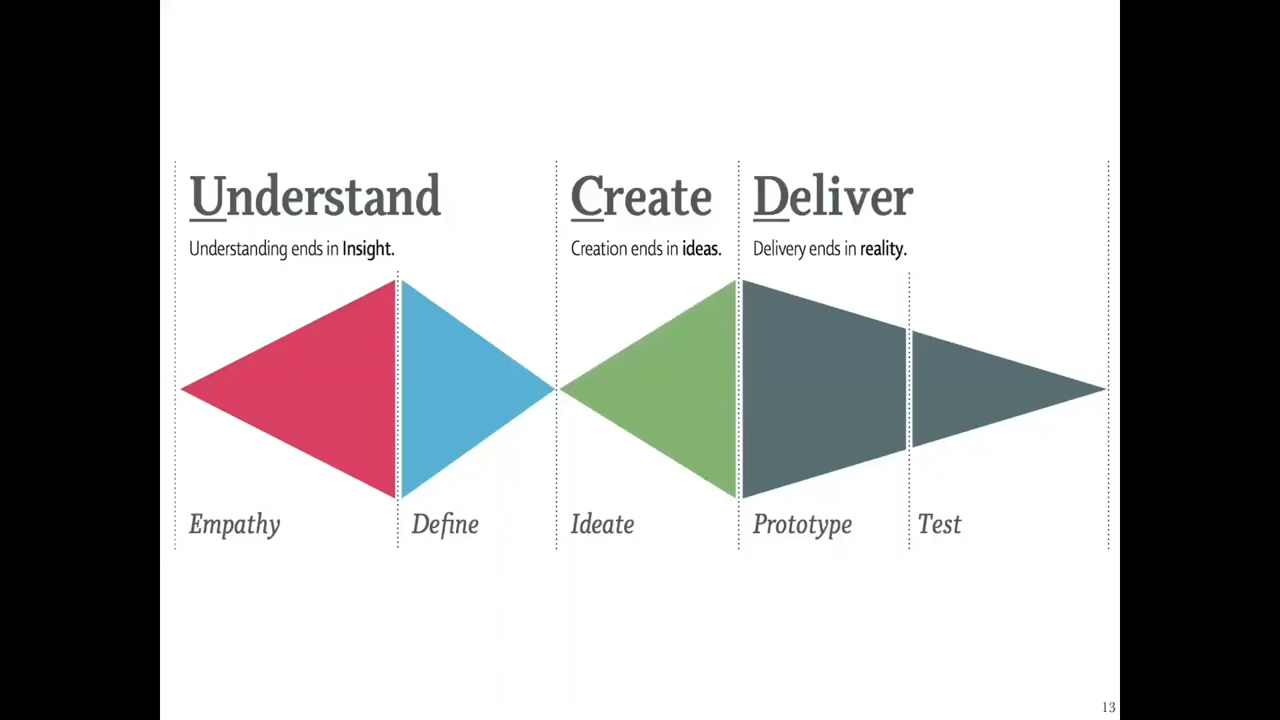 Understand
Understanding ends in Insight.
Create
Creation ends in ideas.
Deliver
Delivery ends in reality.
Empathy
Define
Ideate
Prototype
Test
13